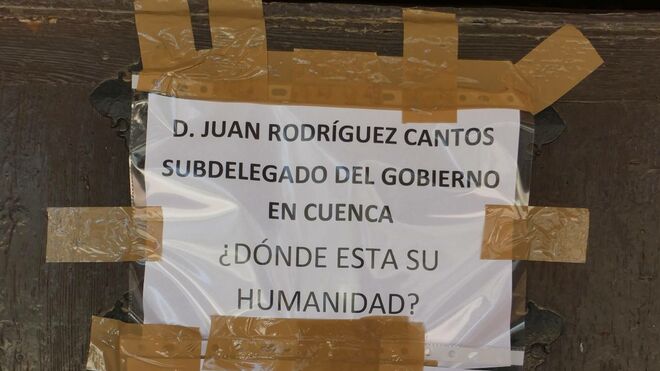 D. JUAN RODRÍGUEZ CANTOS
SUBDELEGADO DEL GOBIERNO
EN CUENCA
¿DÓNDE ESTA SU
HUMANIDAD?